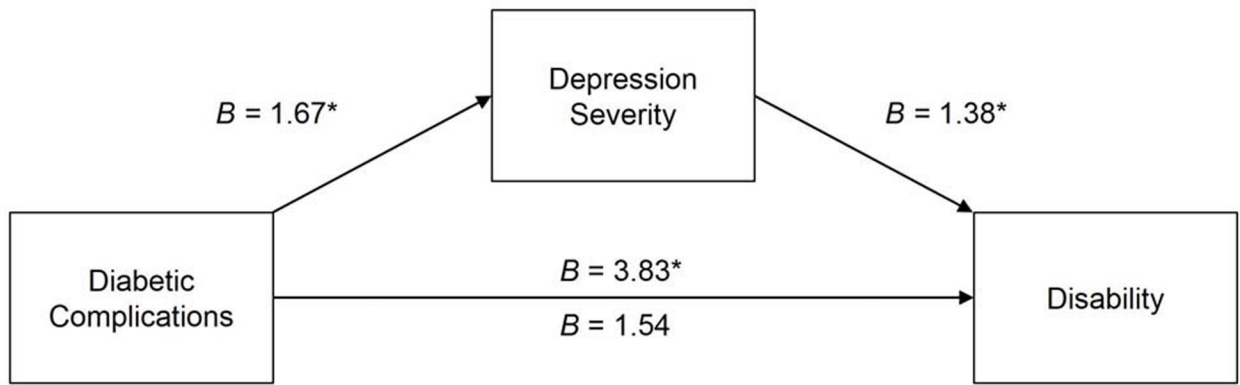 Depression
Severity
B = 1.67*
B = 1.38*
Diabetic
Complications
B = 3.83*
B = 1.54
Disability